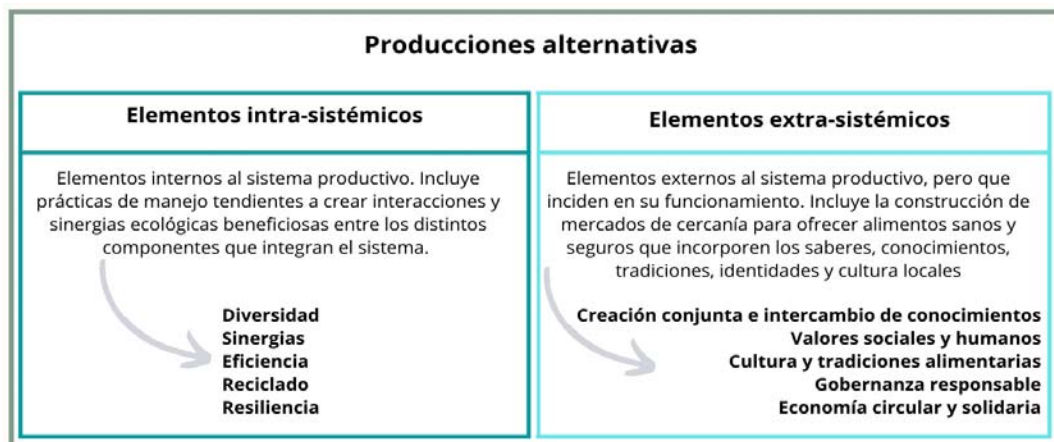 Producciones alternativas
Elementos intra-sistémicos
Elementos internos al sistema productivo. Incluye
prácticas de manejo tendientes a crear interacciones y
sinergias ecológicas beneficiosas entre los distintos
componentes que integran el sistema.
Diversidad
Sinergias
Eficiencia
Reciclado
Resiliencia
Elementos extra-sistémicos
Elementos externos al sistema productivo, pero que
inciden en su funcionamiento. Incluye la construcción de
mercados de cercanía para ofrecer alimentos sanos y
seguros que incorporen los saberes, conocimientos,
tradiciones, identidades y cultura locales
Creación conjunta e intercambio de conocimientos
Valores sociales y humanos
Cultura y tradiciones alimentarias
Gobernanza responsable
Economía circular y solidaria